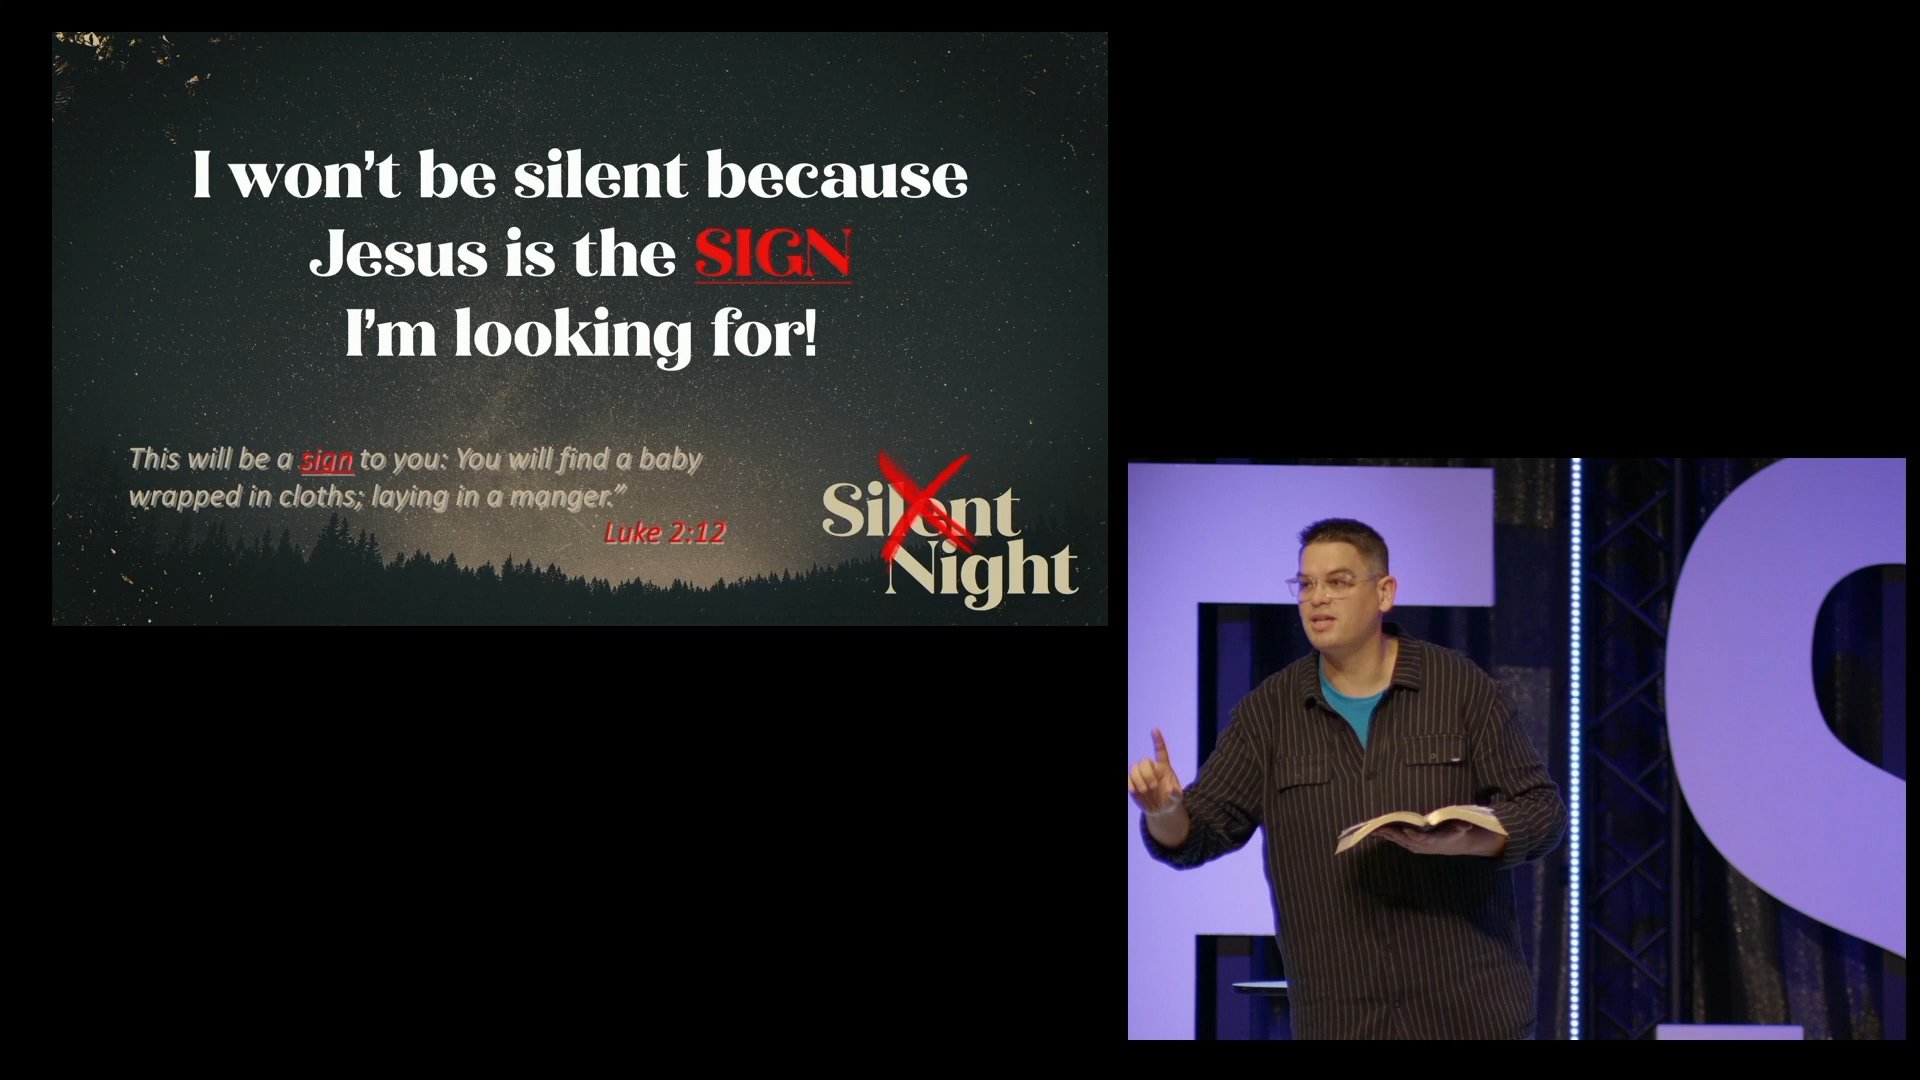 I won't be silent because
Jesus is the SIGN
I'm looking for!
This will be a sign to you: You will find a baby
wrapped in cloths; laying in a manger.”
Luke 2:12
Silent
Night
S